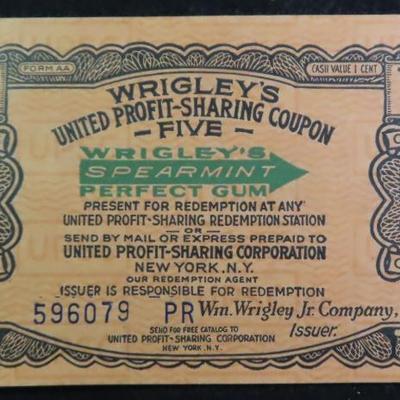 FORM AA
CASH VALUE 1 CENT
WRIGLEY'S
UNITED PROFIT-SHARING COUPON
-FIVE-
WRIGLEY'S
SPEARMINT
PERFECT GUM
PRESENT FOR REDEMPTION AT ANY
UNITED PROFIT-SHARING REDEMPTION STATION
-OR-
SEND BY MAIL OR EXPRESS PREPAID TO
UNITED PROFIT-SHARING CORPORATION
NEW YORK, N.Y.
OUR REDEMPTION AGENT
ISSUER IS RESPONSIBLE FOR REDEMPTION
596079 PR Wm. Wrigley Jr. Company,
Issuer.
SEND FOR FREE CATALOG TO
UNITED PROFIT-SHARING CORPORATION
NEW YORK, N.Y.